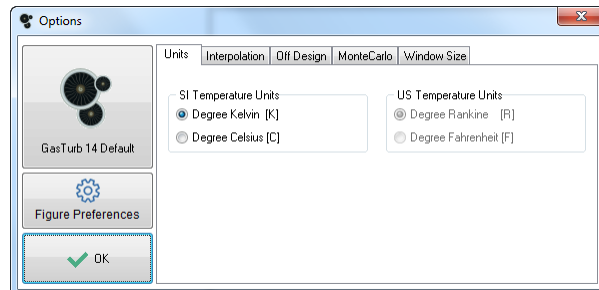 Options
Units Interpolation Off Design MonteCarlo Window Size
SI Temperature Units US Temperature Units
Degree Kelvin [K] Degree Rankine [R]
Degree Celsius [C] Degree Fahrenheit [F]
GasTurb 14 Default
Figure Preferences
OK